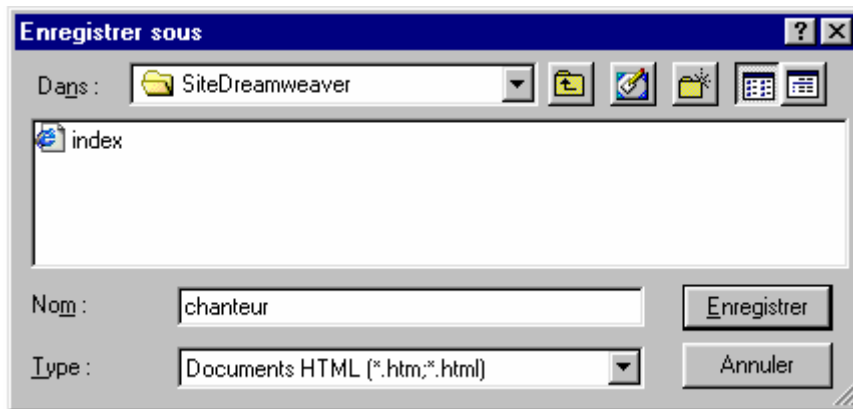 Enregistrer sous
Dans : SiteDreamweaver
index
Nom : chanteur Enregistrer
Type : Documents HTML (*.htm;*.html) Annuler